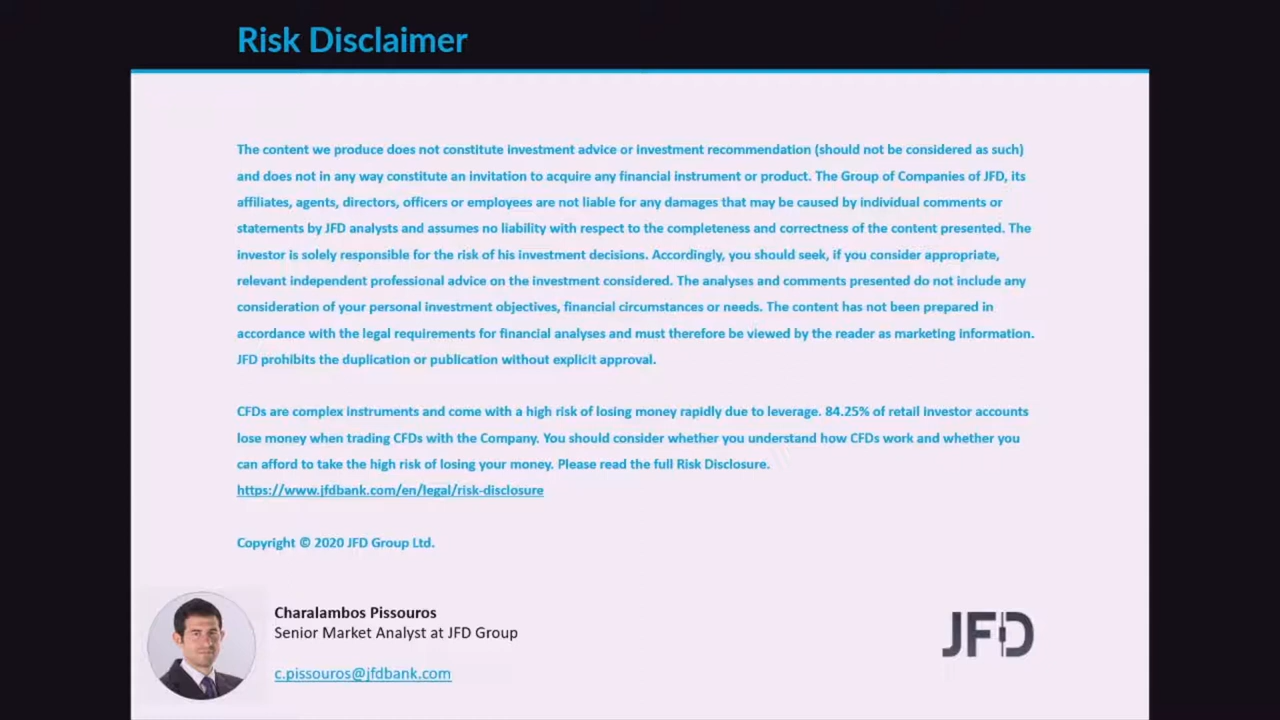 Risk Disclaimer
The content we produce does not constitute investment advice or investment recommendation (should not be considered as such)
and does not in any way constitute an invitation to acquire any financial instrument or product. The Group of Companies of JFD, its
affiliates, agents, directors, officers or employees are not liable for any damages that may be caused by individual comments or
statements by JFD analysts and assumes no liability with respect to the completeness and correctness of the content presented. The
investor is solely responsible for the risk of his investment decisions. Accordingly, you should seek, if you consider appropriate,
relevant independent professional advice on the investment considered. The analyses and comments presented do not include any
consideration of your personal investment objectives, financial circumstances or needs. The content has not been prepared in
accordance with the legal requirements for financial analyses and must therefore be viewed by the reader as marketing information.
JFD prohibits the duplication or publication without explicit approval.
CFDs are complex instruments and come with a high risk of losing money rapidly due to leverage. 84.25% of retail investor accounts
lose money when trading CFDs with the Company. You should consider whether you understand how CFDs work and whether you
can afford to take the high risk of losing your money. Please read the full Risk Disclosure.
https://www.jfdbank.com/en/legal/risk-disclosure
Copyright © 2020 JFD Group Ltd.
Charalambos Pissouros
Senior Market Analyst at JFD Group
c.pissouros@jfdbank.com
JFD